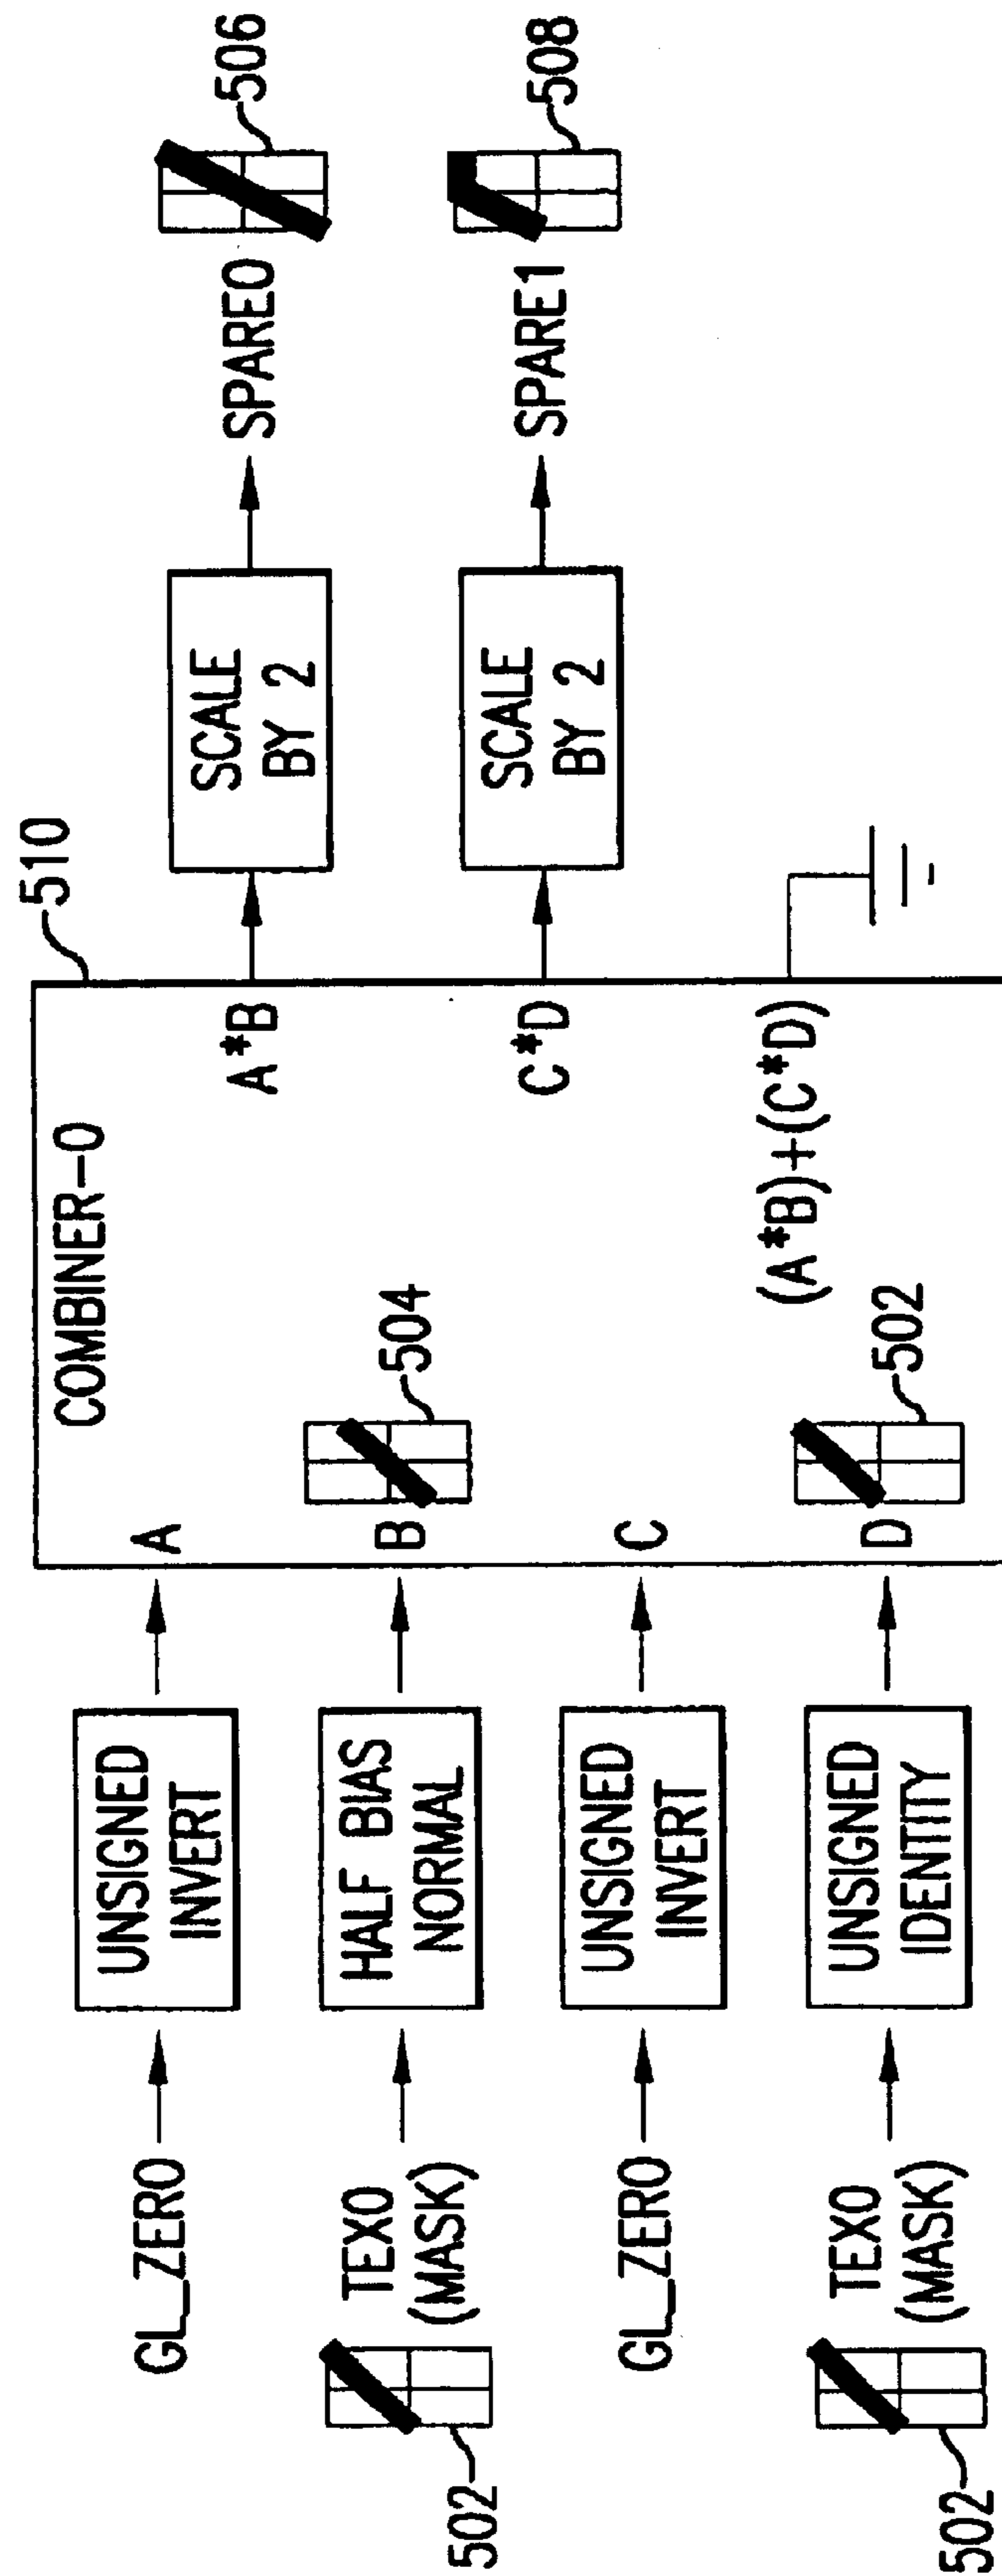 GL_ZERO
UNSIGNED
INVERT
A
502
TEX0
(MASK)
HALF BIAS
NORMAL
B
504
GL_ZERO
UNSIGNED
INVERT
C
502
TEX0
(MASK)
UNSIGNED
IDENTITY
D
502
COMBINER-0
510
A*B
SCALE
BY 2
SPARE0
506
C*D
SCALE
BY 2
SPARE1
508
(A*B)+(C*D)